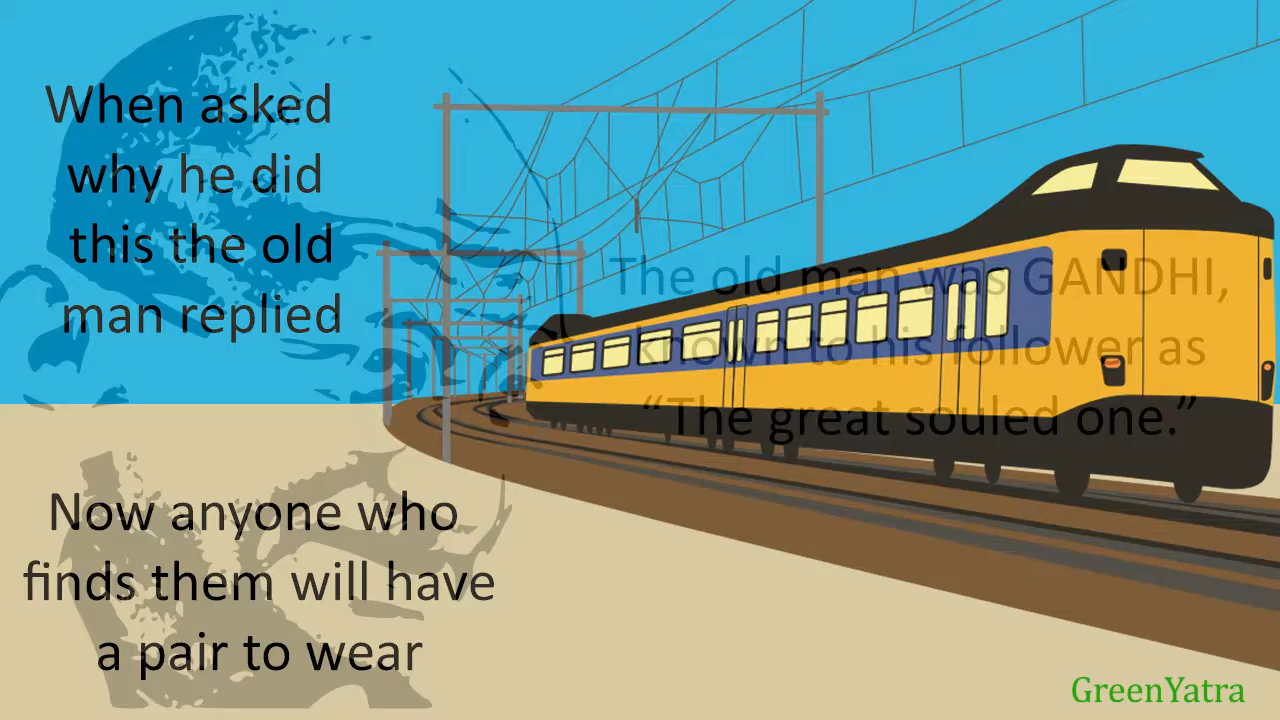 When asked
why he did
this the old
man replied
The old man was GANDHI,
known to his follower as
“The great souled one.”
Now anyone who
finds them will have
a pair to wear
GreenYatra